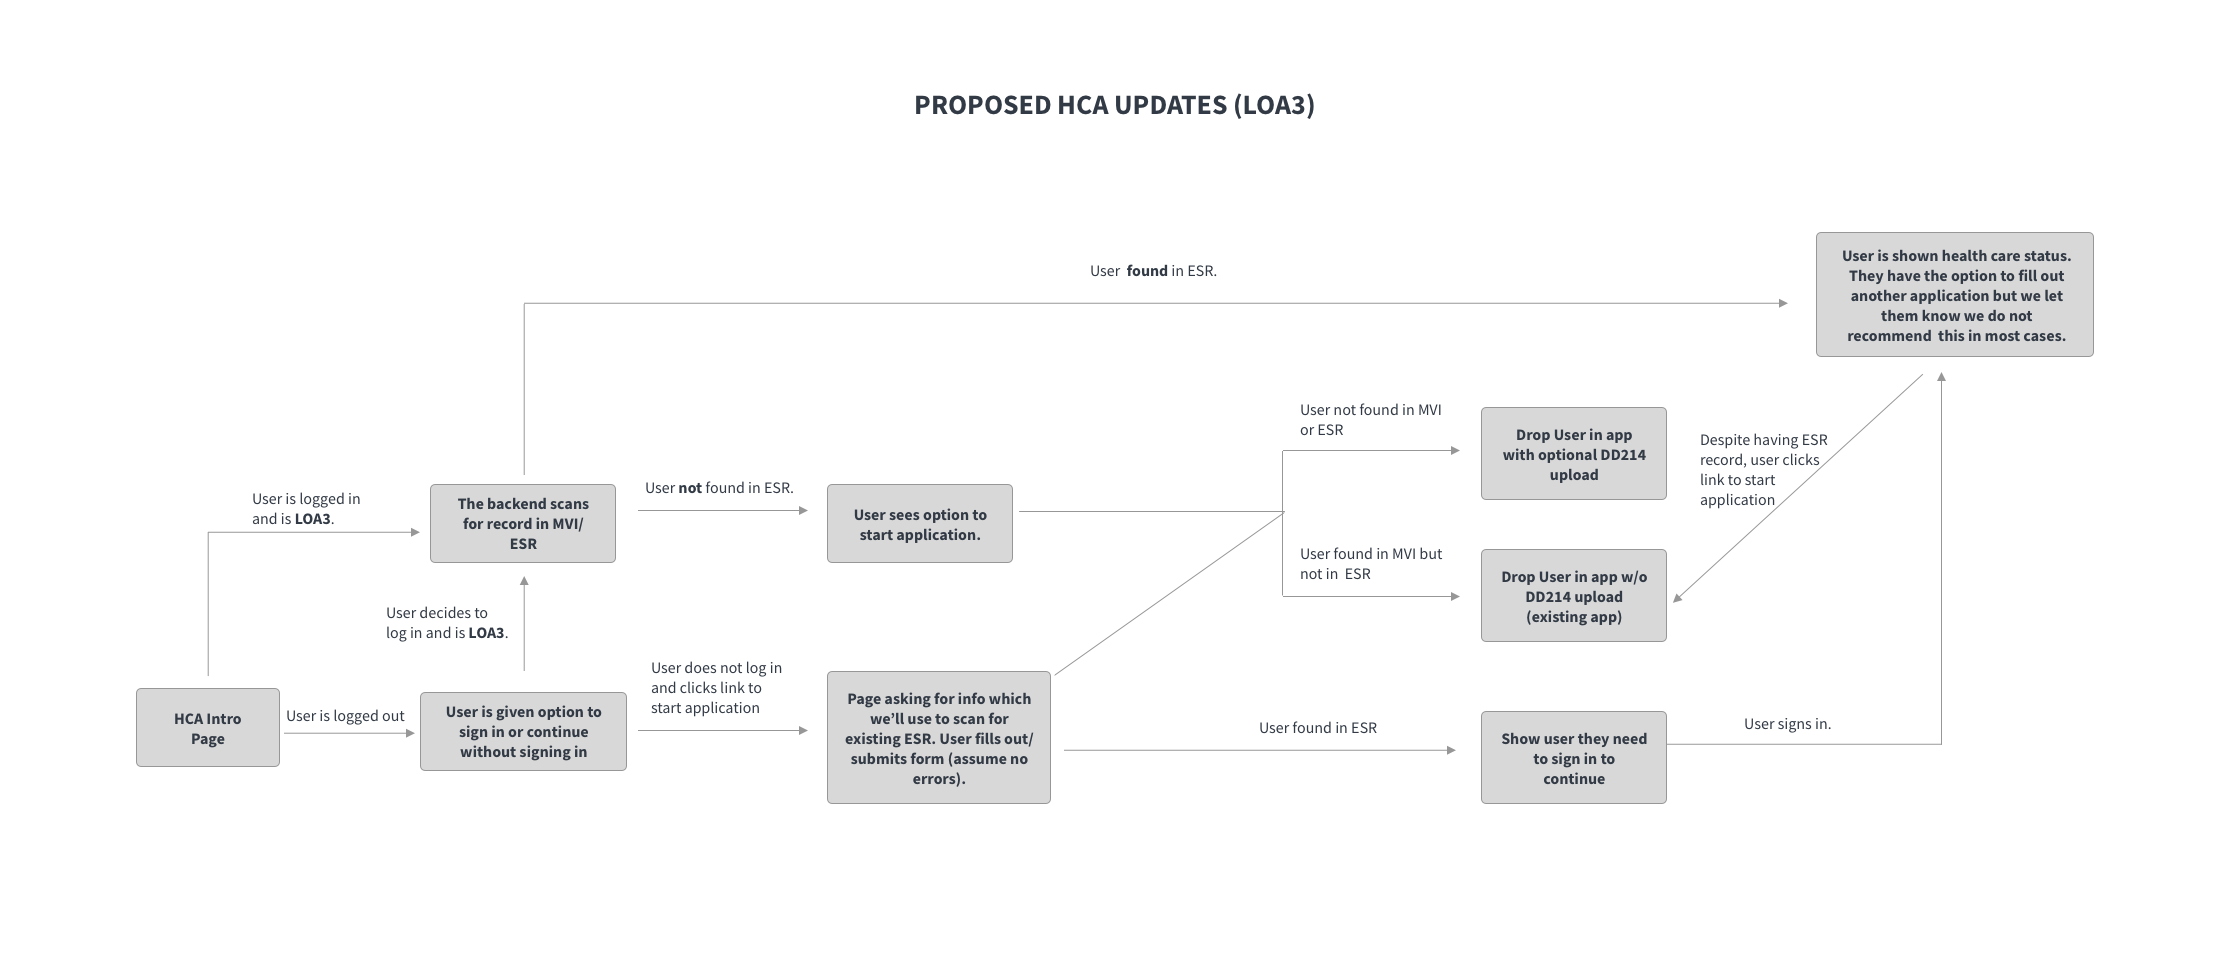 PROPOSED HCA UPDATES (LOA3)
User found in ESR.
User is shown health care status.
They have the option to fill out
another application but we let
them know we do not
recommend this in most cases.
User is logged in
and is LOA3.
The backend scans
for record in MVI/
ESR
User not found in ESR.
User sees option to
start application.
User not found in MVI
or ESR
Drop User in app
with optional DD214
upload
Despite having ESR
record, user clicks
link to start
application
User found in MVI but
not in ESR
Drop User in app w/o
DD214 upload
(existing app)
User decides to
log in and is LOA3.
HCA Intro
Page
User is logged out
User is given option to
sign in or continue
without signing in
User does not log in
and clicks link to
start application
Page asking for info which
we’ll use to scan for
existing ESR. User fills out/
submits form (assume no
errors).
User found in ESR
Show user they need
to sign in to
continue
User signs in.